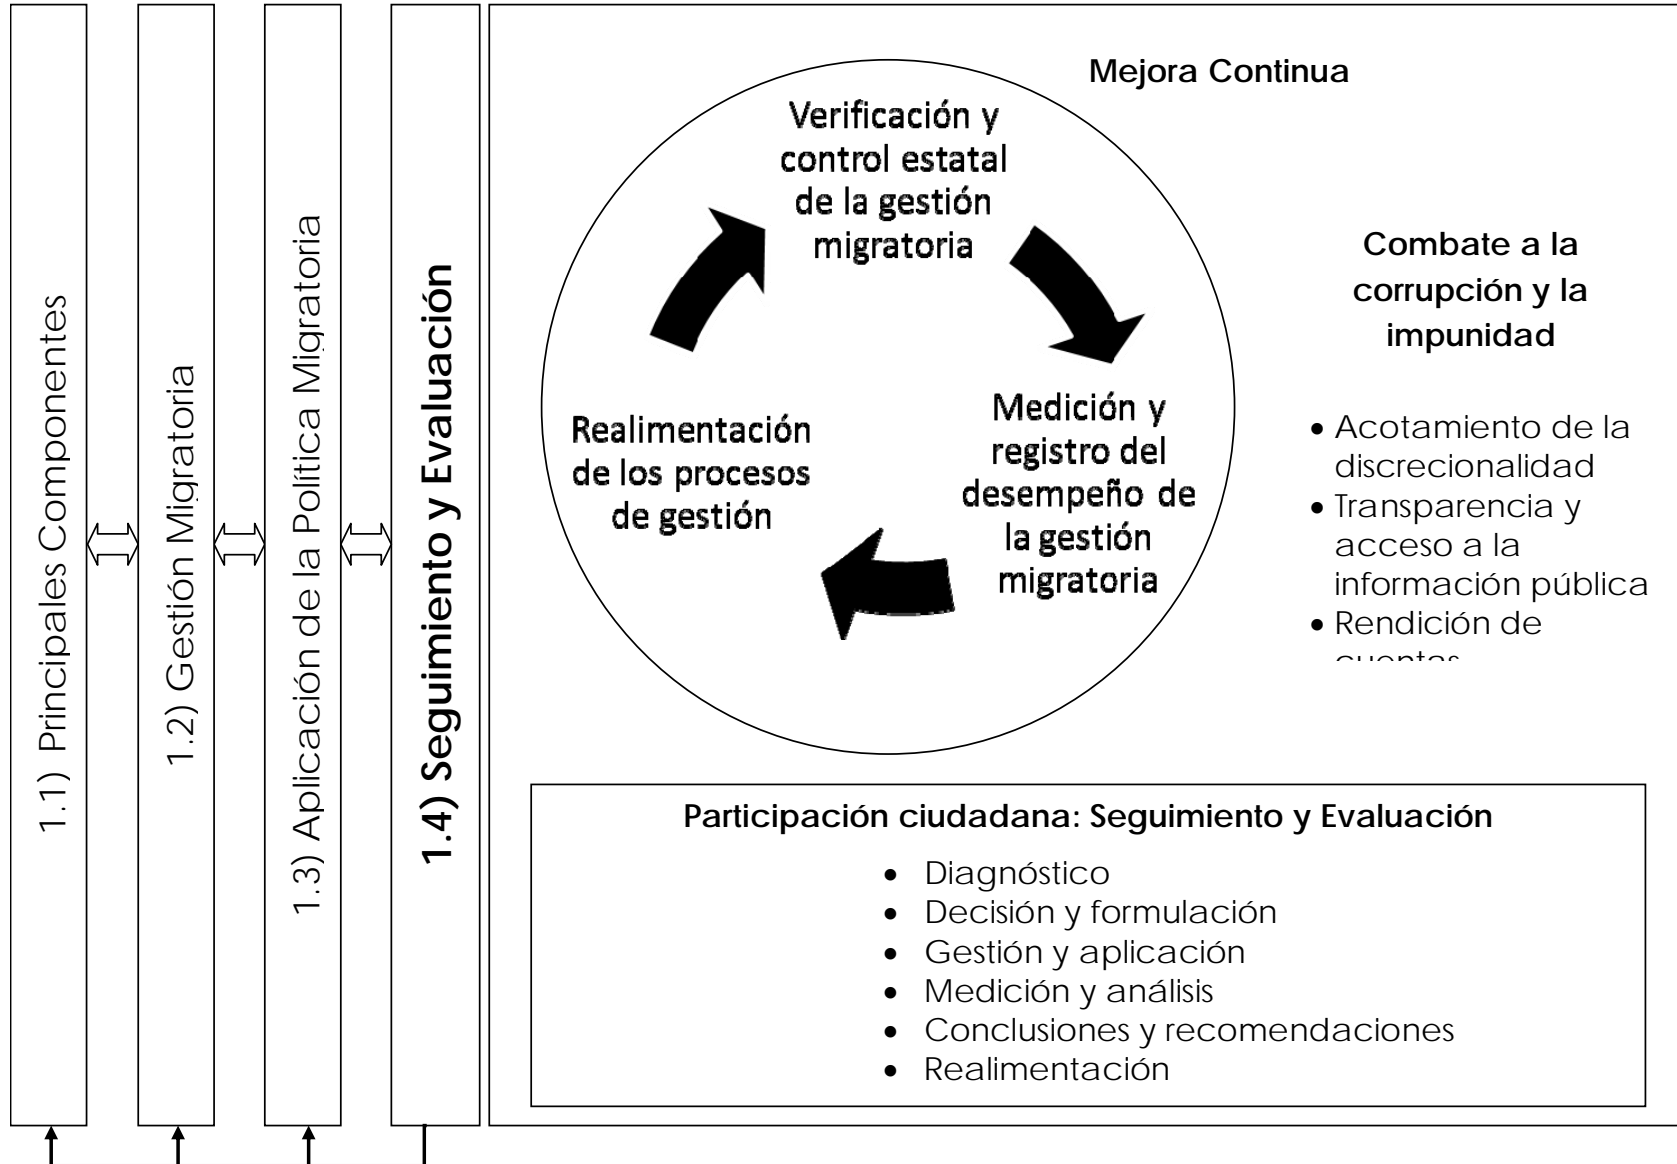 1.1) Principales Componentes
1.2) Gestión Migratoria
1.3) Aplicación de la Política Migratoria
1.4) Seguimiento y Evaluación
Mejora Continua
Verificación y
control estatal
de la gestión
migratoria
Medición y
registro del
desempeño de
la gestión
migratoria
Realimentación
de los procesos
de gestión
Combate a la
corrupción y la
impunidad
• Acotamiento de la
discrecionalidad
• Transparencia y
acceso a la
información pública
• Rendición de
cuentas
Participación ciudadana: Seguimiento y Evaluación
• Diagnóstico
• Decisión y formulación
• Gestión y aplicación
• Medición y análisis
• Conclusiones y recomendaciones
• Realimentación